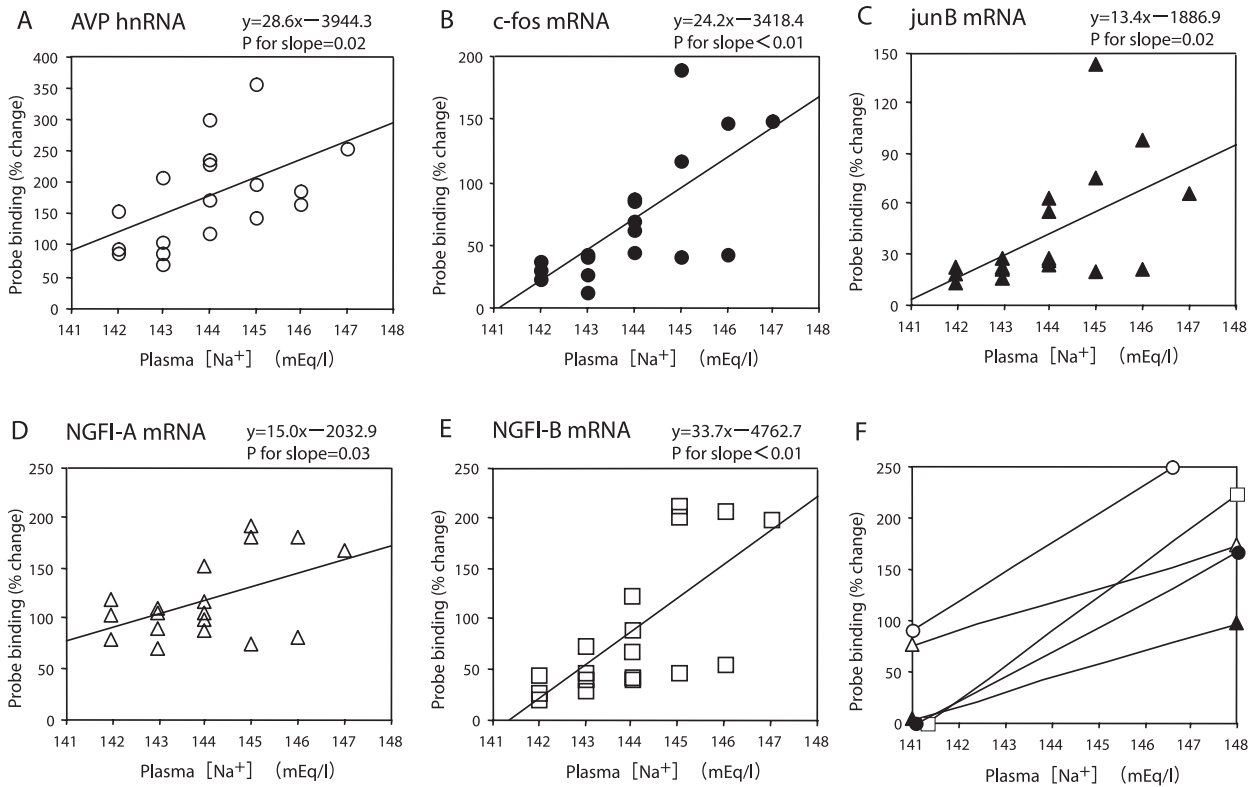 A AVP hnRNA y=28.6x−3944.3
P for slope=0.02
Probe binding (% change)
400
350
300
250
200
150
100
50
0
141 142 143 144 145 146 147 148
Plasma [Na⁺] (mEq/l)
B c-fos mRNA y=24.2x−3418.4
P for slope<0.01
Probe binding (% change)
200
150
100
50
0
141 142 143 144 145 146 147 148
Plasma [Na⁺] (mEq/l)
C junB mRNA y=13.4x−1886.9
P for slope=0.02
Probe binding (% change)
150
120
90
60
30
0
141 142 143 144 145 146 147 148
Plasma [Na⁺] (mEq/l)
D NGFI-A mRNA y=15.0x−2032.9
P for slope=0.03
Probe binding (% change)
250
200
150
100
50
0
141 142 143 144 145 146 147 148
Plasma [Na⁺] (mEq/l)
E NGFI-B mRNA y=33.7x−4762.7
P for slope<0.01
Probe binding (% change)
250
200
150
100
50
0
141 142 143 144 145 146 147 148
Plasma [Na⁺] (mEq/l)
F
Probe binding (% change)
250
200
150
100
50
0
141 142 143 144 145 146 147 148
Plasma [Na⁺] (mEq/l)